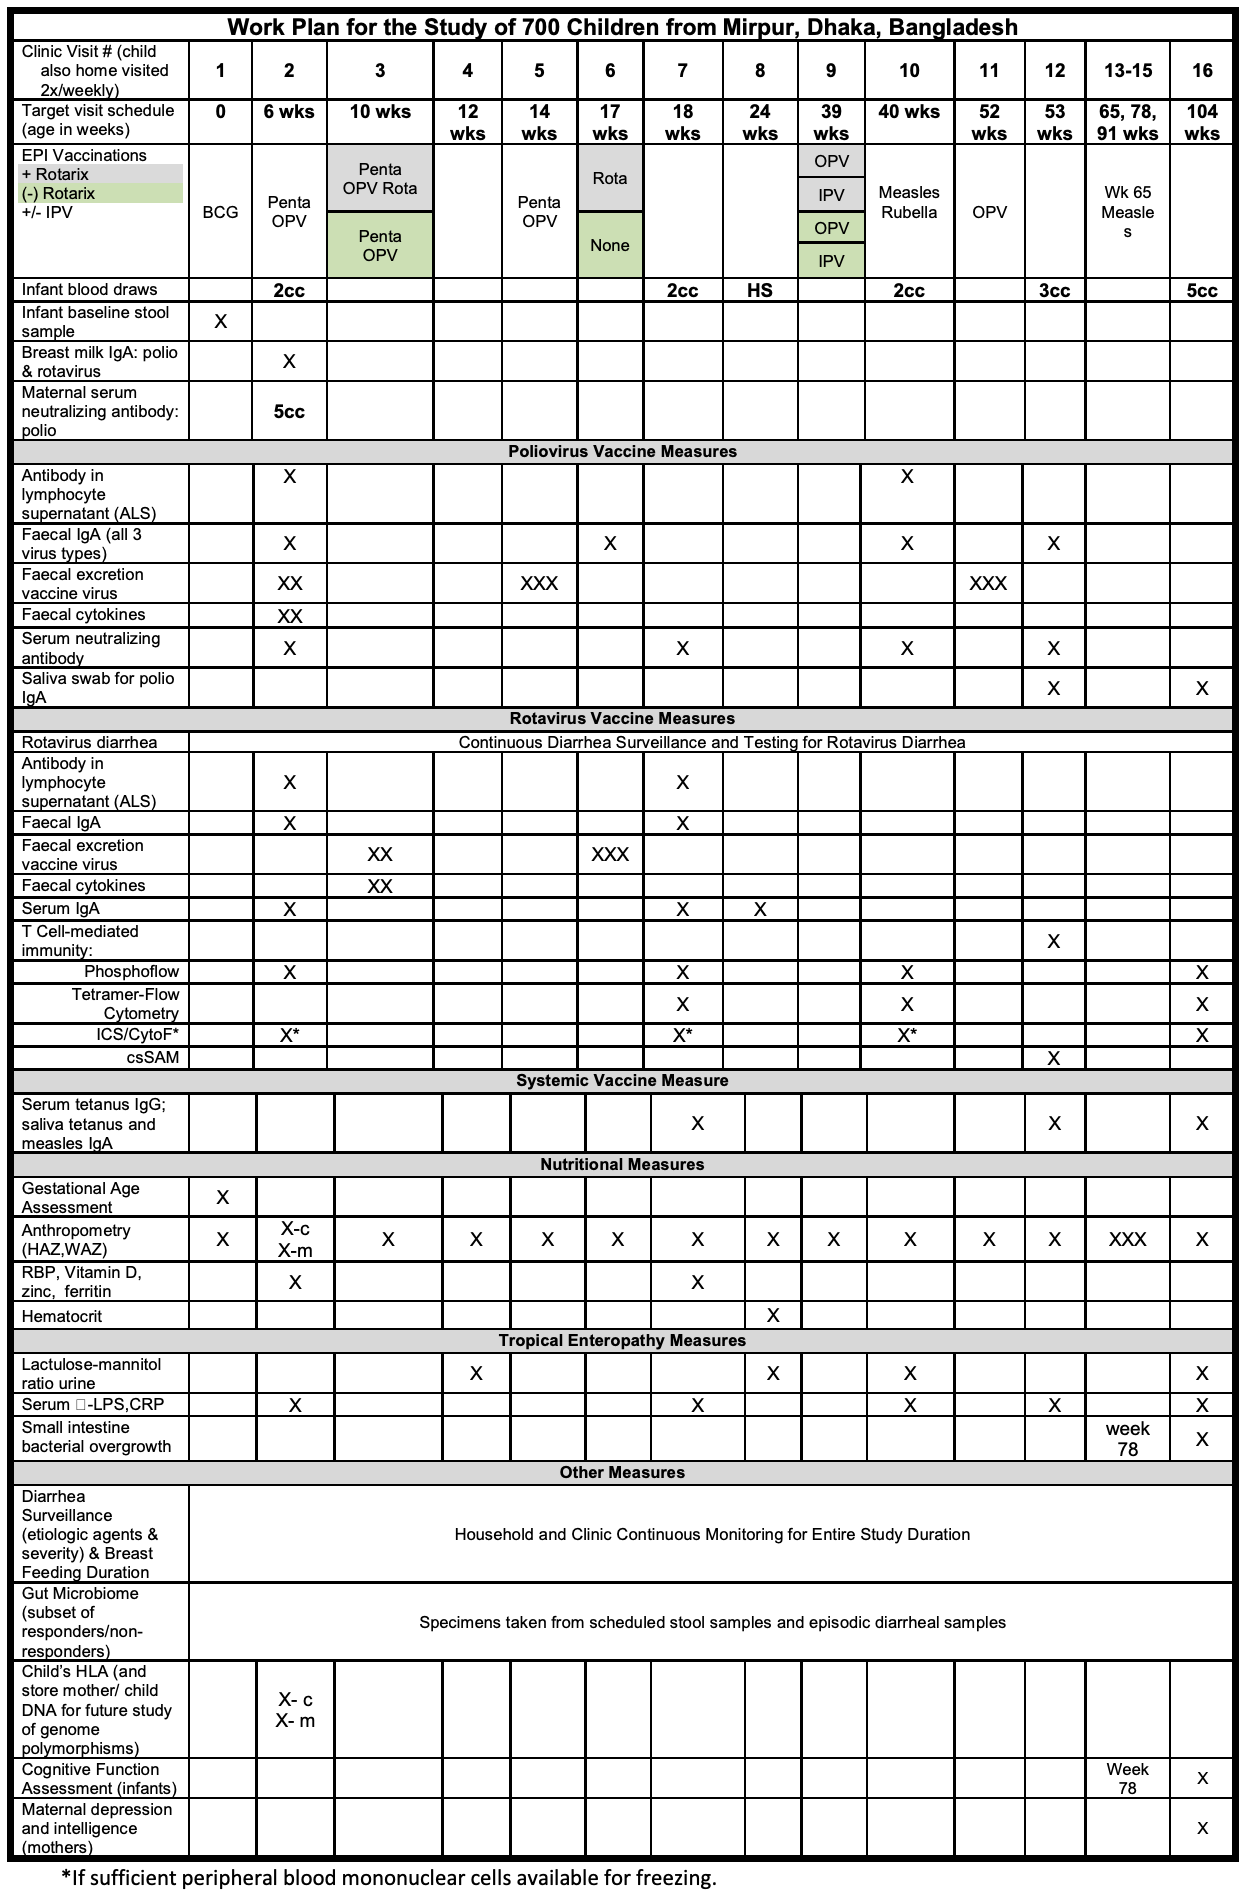 Work Plan for the Study of 700 Children from Mirpur, Dhaka, Bangladesh
Clinic Visit # (child
also home visited
2x/weekly)
1
2
3
4
5
6
7
8
9
10
11
12
13-15
16
Target visit schedule
(age in weeks)
0
6 wks
10 wks
12
wks
14
wks
17
wks
18
wks
24
wks
39
wks
40 wks
52
wks
53
wks
65, 78,
91 wks
104
wks
EPI Vaccinations
+ Rotarix
(-) Rotarix
+/- IPV
BCG
Penta
OPV
Penta
OPV Rota
Penta
OPV
Penta
OPV
Rota
None
OPV
IPV
OPV
IPV
Measles
Rubella
OPV
Wk 65
Measle
s
Infant blood draws
2cc
2cc
HS
2cc
3cc
5cc
Infant baseline stool
sample
X
Breast milk IgA: polio
& rotavirus
X
Maternal serum
neutralizing antibody:
polio
5cc
Poliovirus Vaccine Measures
Antibody in
lymphocyte
supernatant (ALS)
X
X
Faecal IgA (all 3
virus types)
X
X
X
X
Faecal excretion
vaccine virus
XX
XXX
XXX
Faecal cytokines
XX
Serum neutralizing
antibody
X
X
X
X
Saliva swab for polio
IgA
X
X
Rotavirus Vaccine Measures
Rotavirus diarrhea
Continuous Diarrhea Surveillance and Testing for Rotavirus Diarrhea
Antibody in
lymphocyte
supernatant (ALS)
X
X
Faecal IgA
X
X
Faecal excretion
vaccine virus
XX
XXX
Faecal cytokines
XX
Serum IgA
X
X
X
T Cell-mediated
immunity:
X
Phosphoflow
X
X
X
X
Tetramer-Flow
Cytometry
X
X
X
ICS/CytoF*
X*
X*
X*
X
csSAM
X
Systemic Vaccine Measure
Serum tetanus IgG;
saliva tetanus and
measles IgA
X
X
X
Nutritional Measures
Gestational Age
Assessment
X
Anthropometry
(HAZ,WAZ)
X
X-c
X-m
X
X
X
X
X
X
X
X
X
X
XXX
X
RBP, Vitamin D,
zinc, ferritin
X
X
Hematocrit
X
Tropical Enteropathy Measures
Lactulose-mannitol
ratio urine
X
X
X
X
Serum □-LPS,CRP
X
X
X
X
X
Small intestine
bacterial overgrowth
week
78
X
Other Measures
Diarrhea
Surveillance
(etiologic agents &
severity) & Breast
Feeding Duration
Household and Clinic Continuous Monitoring for Entire Study Duration
Gut Microbiome
(subset of
responders/non-
responders)
Specimens taken from scheduled stool samples and episodic diarrheal samples
Child's HLA (and
store mother/ child
DNA for future study
of genome
polymorphisms)
X- c
X- m
Cognitive Function
Assessment (infants)
Week
78
X
Maternal depression
and intelligence
(mothers)
X
*If sufficient peripheral blood mononuclear cells available for freezing.